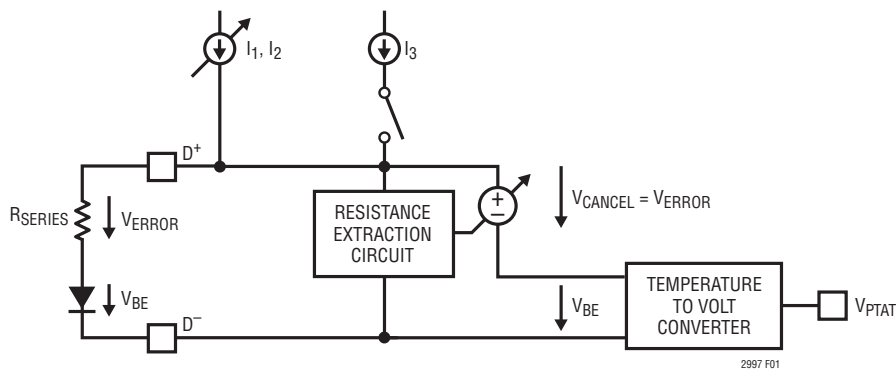 I1, I2
I3
D+
RSERIES
VERROR
RESISTANCE
EXTRACTION
CIRCUIT
+
−
VCANCEL = VERROR
VBE
D−
VBE
TEMPERATURE
TO VOLT
CONVERTER
VPTAT
2997 F01